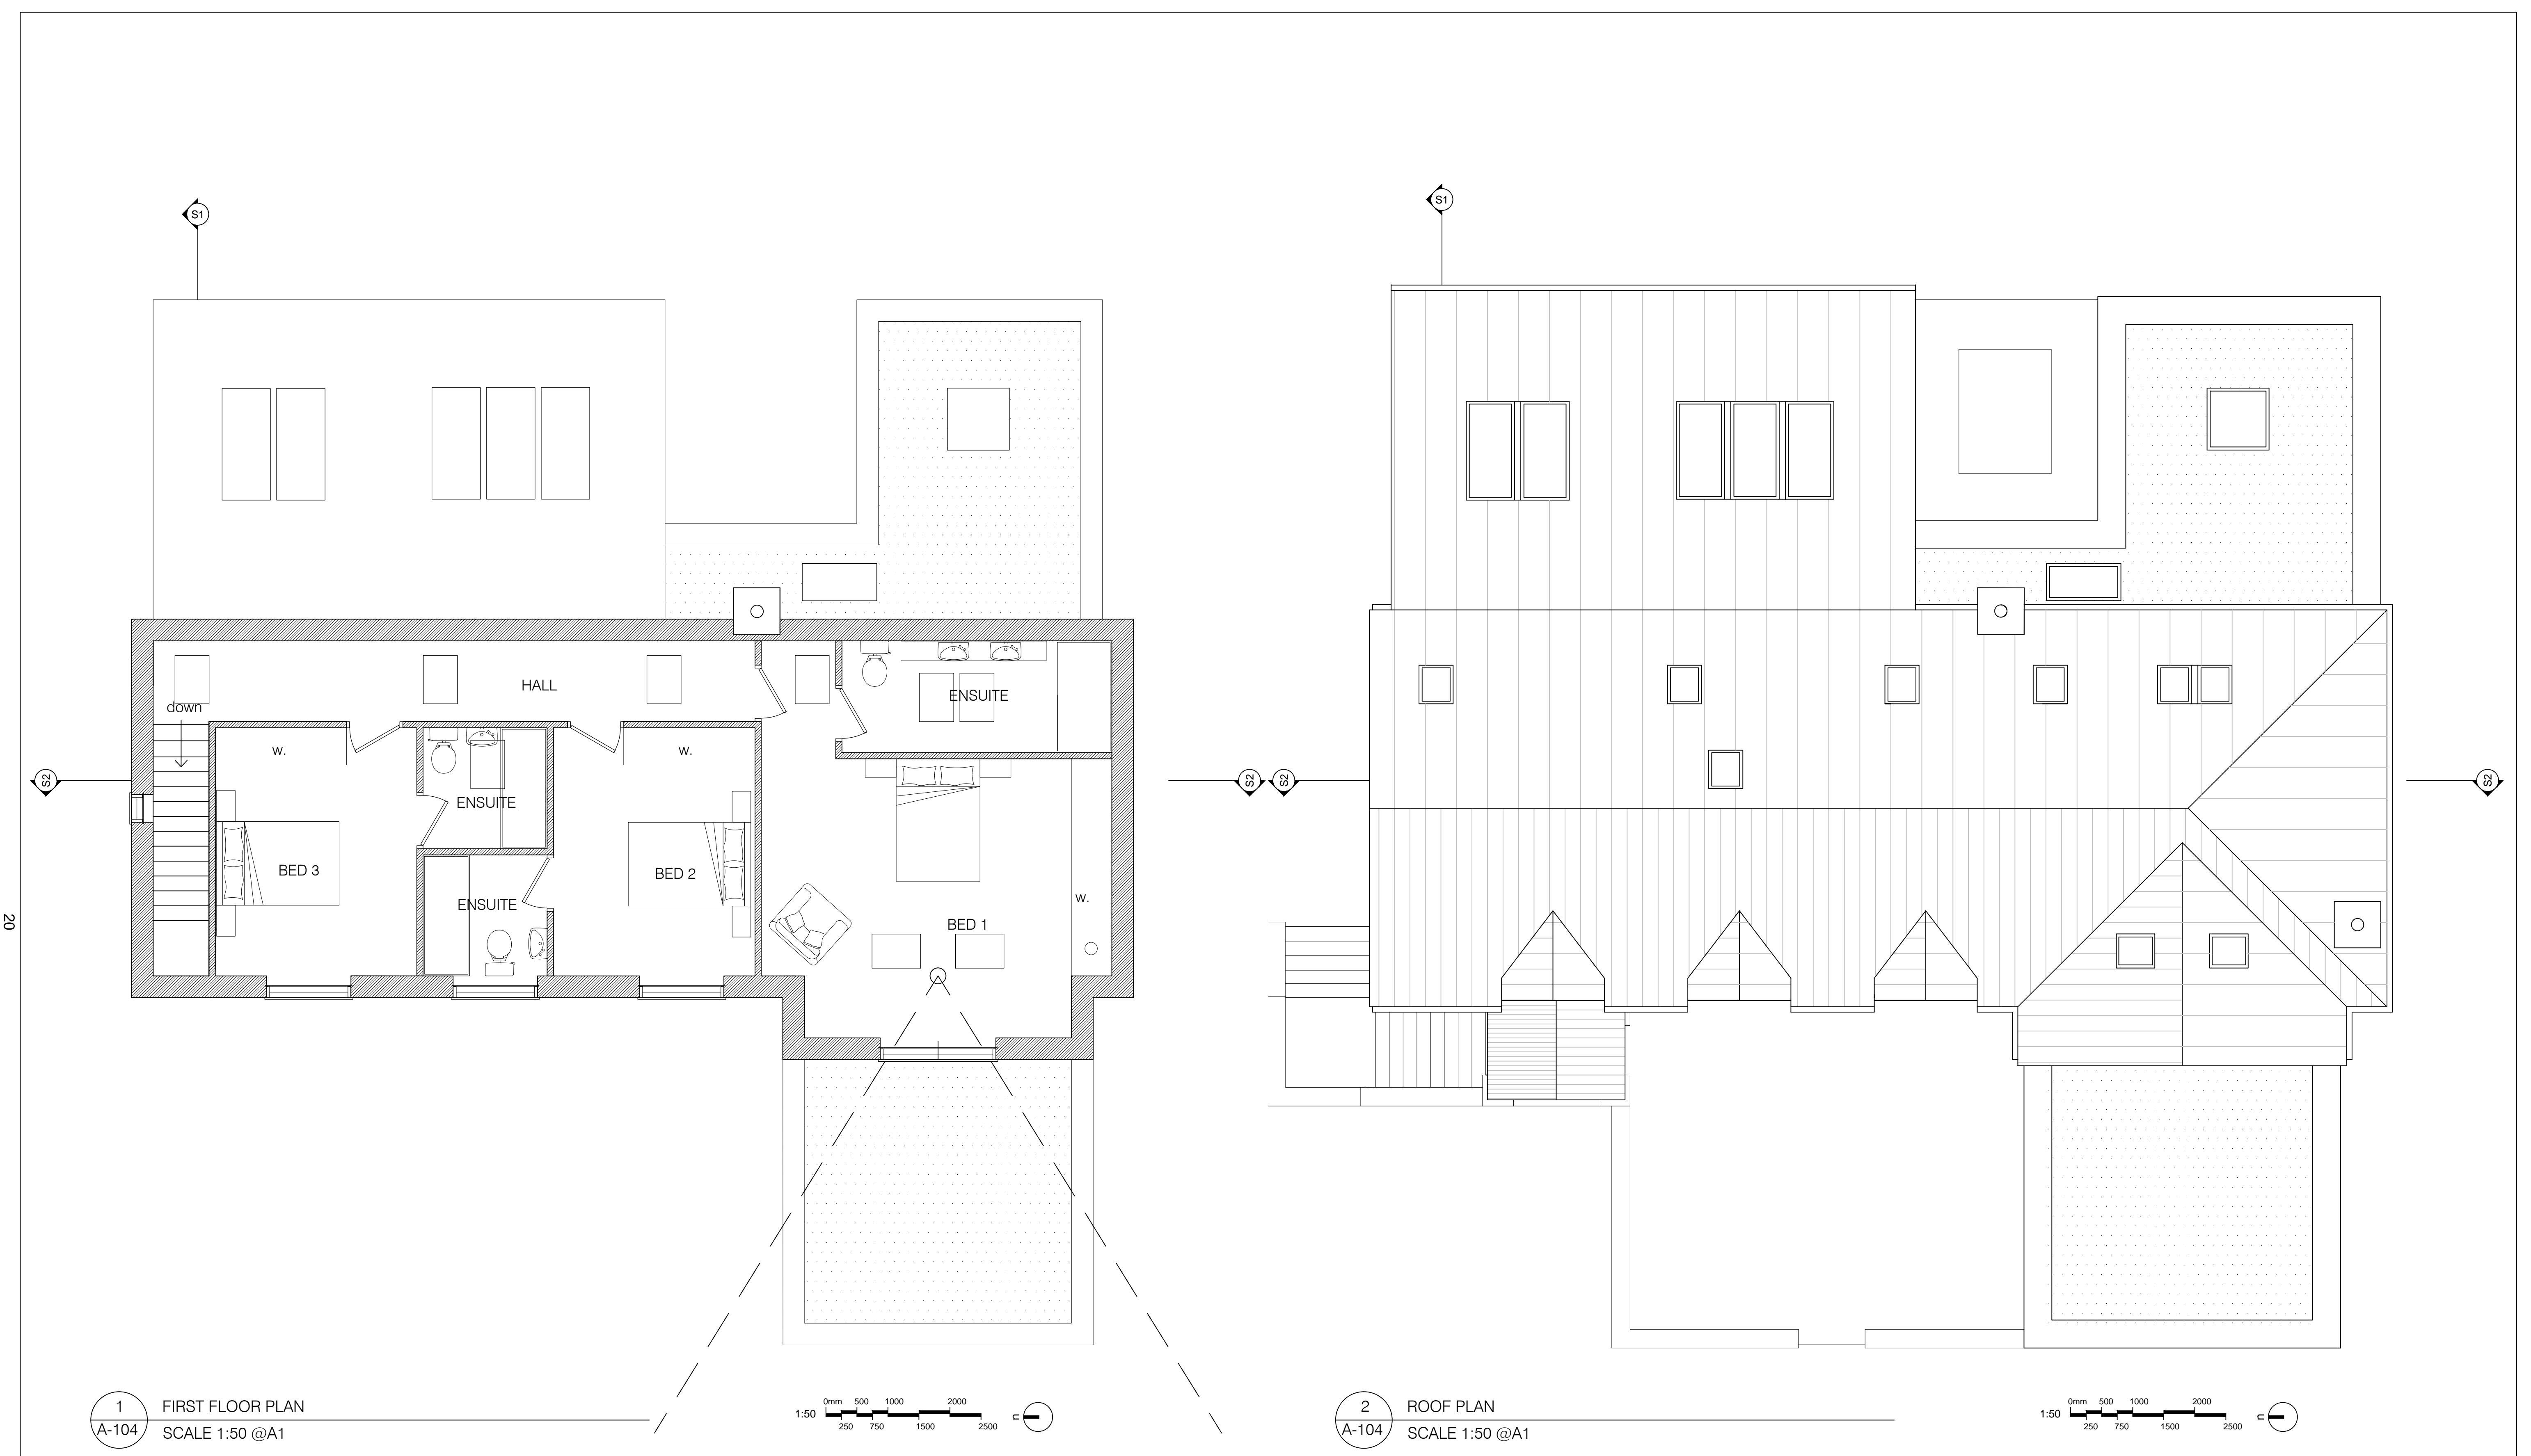 S1
S1
down
HALL
ENSUITE
w.
w.
S2
S2
S2
S2
ENSUITE
BED 3
BED 2
ENSUITE
w.
BED 1
20
1
A-104
FIRST FLOOR PLAN
SCALE 1:50 @A1
1:50
0mm 500 1000 2000
250 750 1500 2500
n
2
A-104
ROOF PLAN
SCALE 1:50 @A1
1:50
0mm 500 1000 2000
250 750 1500 2500
n